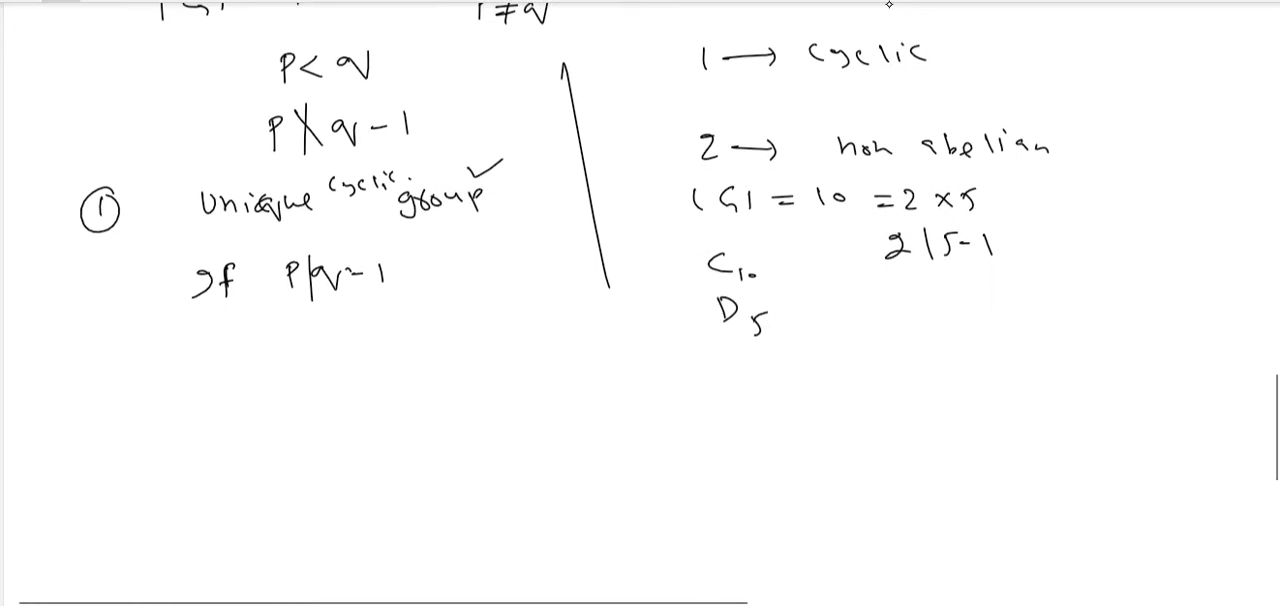 P ≠ q
P < q
P ∤ q - 1
① Unique cyclic group ✓
If P | q - 1
1 → cyclic
2 → non abelian
|G| = 10 = 2 × 5
2 | 5 - 1
C₁₀
D₅